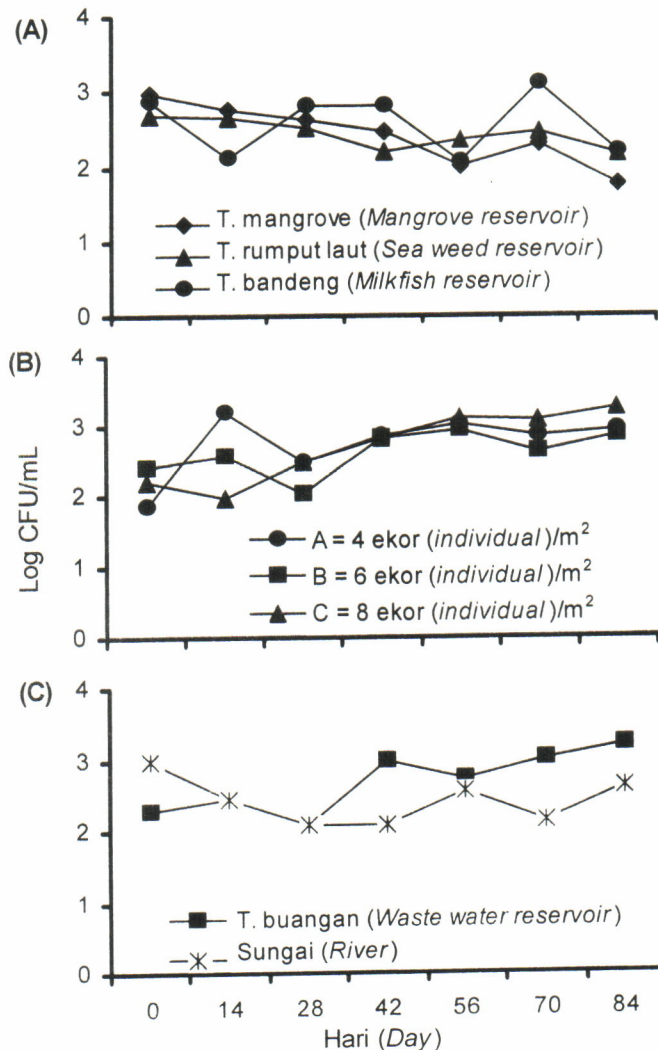 (A)
4
3
2
1
0
T. mangrove (Mangrove reservoir)
T. rumput laut (Sea weed reservoir)
T. bandeng (Milkfish reservoir)
(B)
4
3
2
1
0
Log CFU/mL
A = 4 ekor (individual)/m²
B = 6 ekor (individual)/m²
C = 8 ekor (individual)/m²
(C)
4
3
2
1
0
T. buangan (Waste water reservoir)
Sungai (River)
0 14 28 42 56 70 84
Hari (Day)